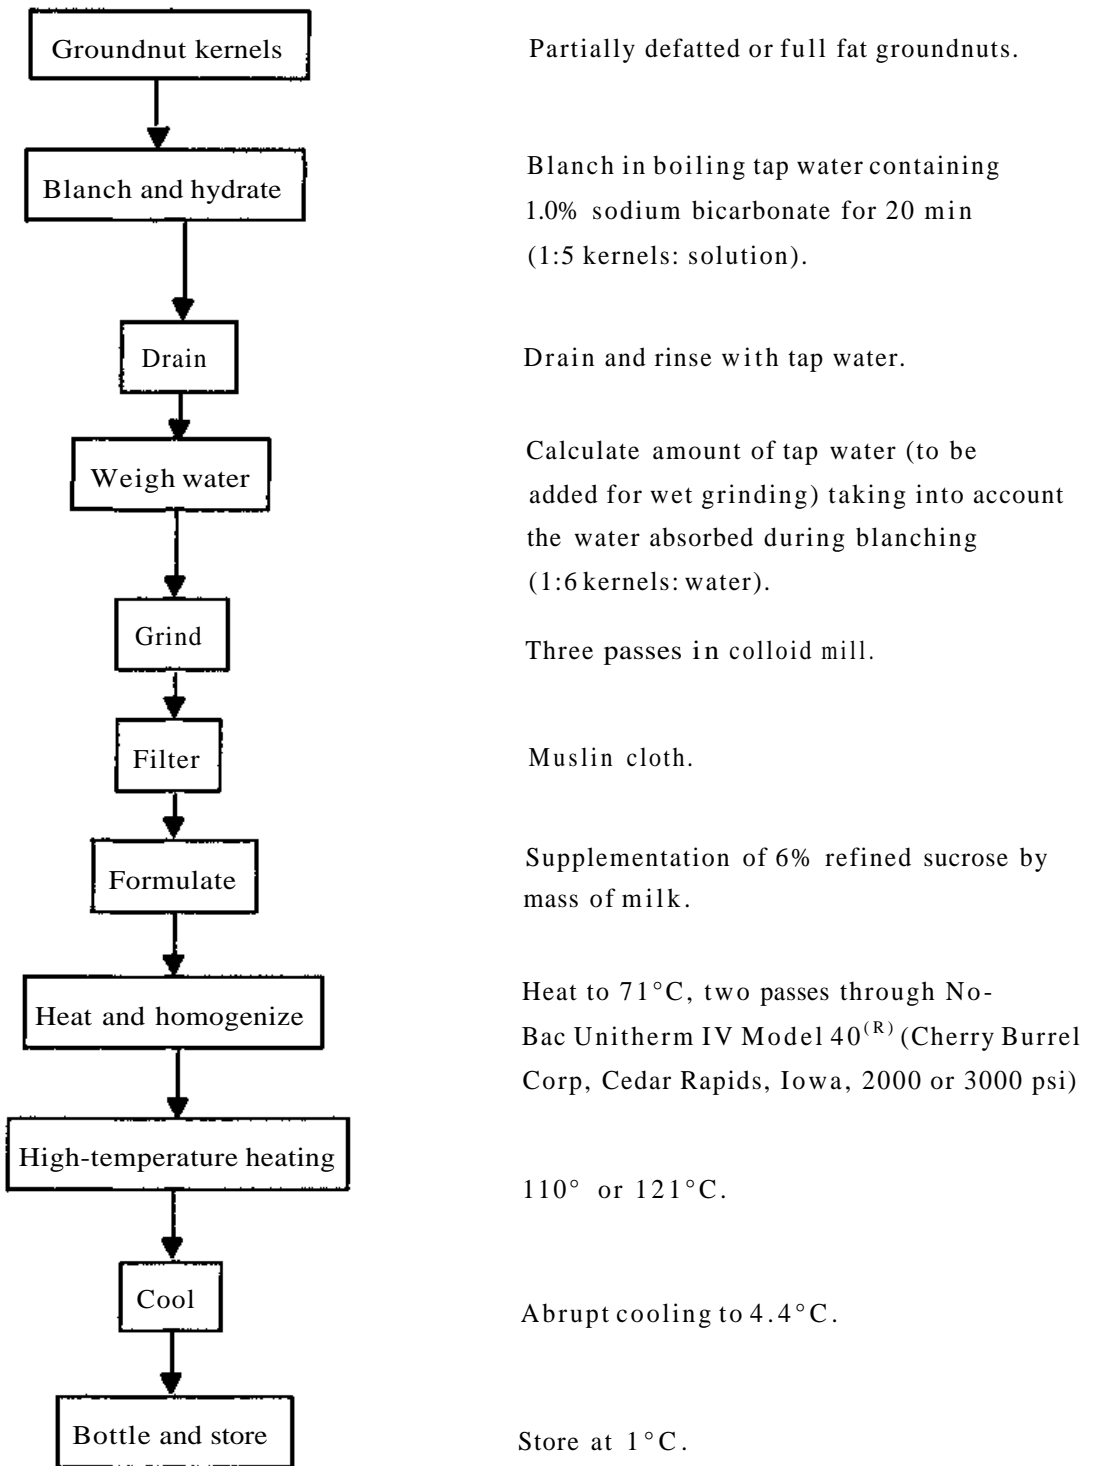 Groundnut kernels
Partially defatted or full fat groundnuts.
Blanch and hydrate
Blanch in boiling tap water containing
1.0% sodium bicarbonate for 20 min
(1:5 kernels: solution).
Drain
Drain and rinse with tap water.
Weigh water
Calculate amount of tap water (to be
added for wet grinding) taking into account
the water absorbed during blanching
(1:6 kernels: water).
Grind
Three passes in colloid mill.
Filter
Muslin cloth.
Formulate
Supplementation of 6% refined sucrose by
mass of milk.
Heat and homogenize
Heat to 71°C, two passes through No-
Bac Unitherm IV Model 40(R) (Cherry Burrel
Corp, Cedar Rapids, Iowa, 2000 or 3000 psi)
High-temperature heating
110° or 121°C.
Cool
Abrupt cooling to 4.4°C.
Bottle and store
Store at 1°C.